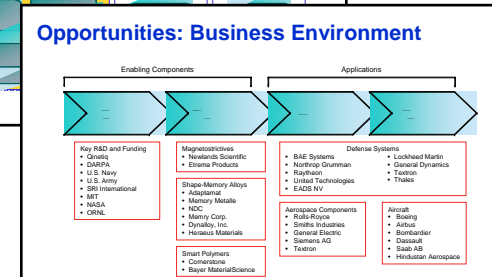 Opportunities: Business Environment
Enabling Components
Applications
Key R&D and Funding
• Qinetiq
• DARPA
• U.S. Navy
• U.S. Army
• SRI International
• MIT
• NASA
• ORNL
Magnetostrictives
• Newlands Scientific
• Etrema Products
Shape-Memory Alloys
• Adaptamat
• Memory Metalle
• NDC
• Memry Corp.
• Dynalloy, Inc.
• Heraeus Materials
Smart Polymers
• Cornerstone
• Bayer MaterialScience
Defense Systems
• BAE Systems
• Northrop Grumman
• Raytheon
• United Technologies
• EADS NV
• Lockheed Martin
• General Dynamics
• Textron
• Thales
Aerospace Components
• Rolls-Royce
• Smiths Industries
• General Electric
• Siemens AG
• Textron
Aircraft
• Boeing
• Airbus
• Bombardier
• Dassault
• Saab AB
• Hindustan Aerospace